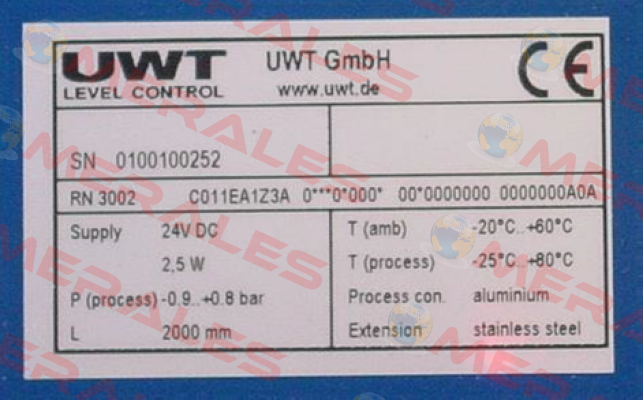 UWT UWT GmbH CE
LEVEL CONTROL www.uwt.de
SN 0100100252
RN 3002 C011EA1Z3A 0***0*000* 00*0000000 0000000A0A
Supply 24V DC
2,5 W
P (process) -0.9..+0.8 bar
L 2000 mm
T (amb) -20°C..+60°C
T (process) -25°C..+80°C
Process con. aluminium
Extension stainless steel
MERALES